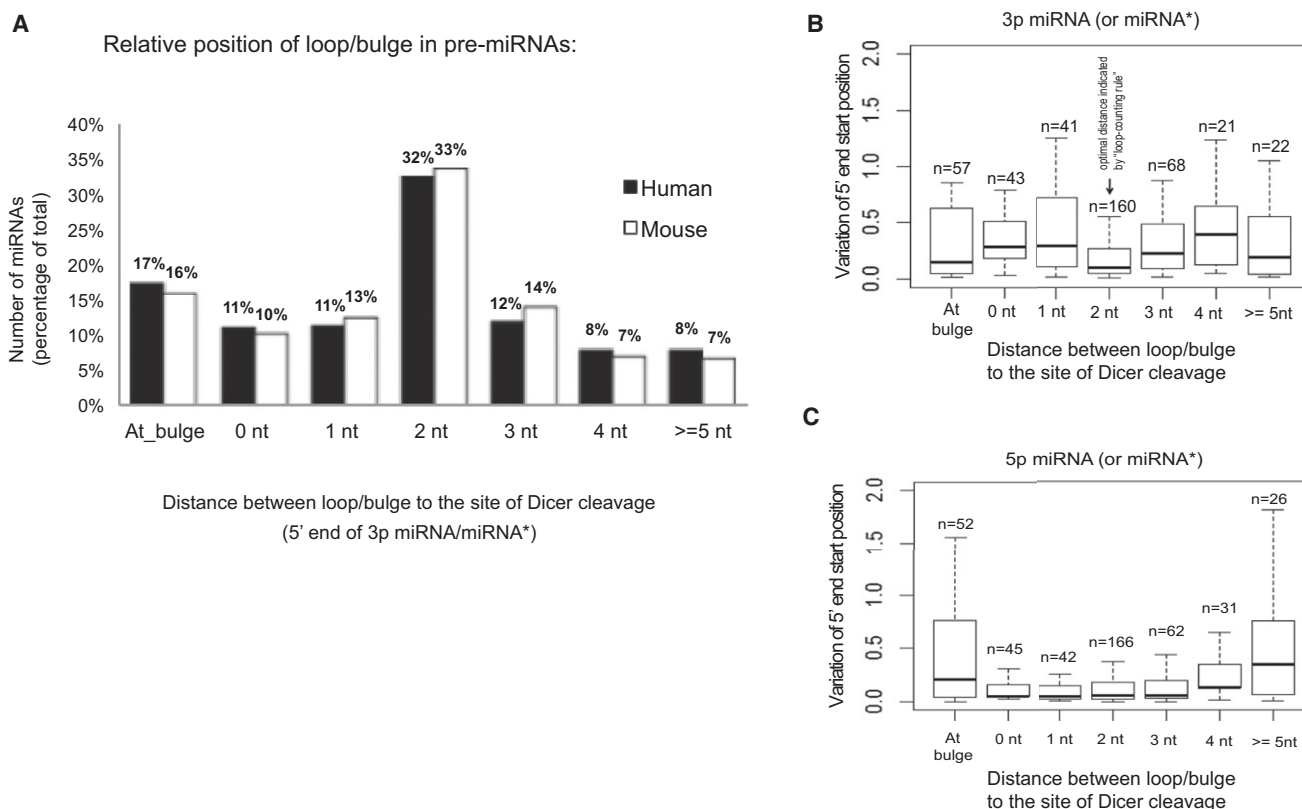 A
Relative position of loop/bulge in pre-miRNAs:
Number of miRNAs
(percentage of total)
40%
35%
30%
25%
20%
15%
10%
5%
0%
17%
16%
11%
10%
11%
13%
32%
33%
12%
14%
8%
7%
8%
7%
Human
Mouse
At_bulge
0 nt
1 nt
2 nt
3 nt
4 nt
>=5 nt
Distance between loop/bulge to the site of Dicer cleavage
(5' end of 3p miRNA/miRNA*)
B
3p miRNA (or miRNA*)
Variation of 5' end start position
2.0
1.5
1.0
0.5
0.0
n=57
n=43
n=41
optimal distance indicated
by "loop-counting rule"
n=160
n=68
n=21
n=22
At
bulge
0 nt
1 nt
2 nt
3 nt
4 nt
>= 5nt
Distance between loop/bulge
to the site of Dicer cleavage
C
5p miRNA (or miRNA*)
Variation of 5' end start position
2.0
1.5
1.0
0.5
0.0
n=52
n=45
n=42
n=166
n=62
n=31
n=26
At
bulge
0 nt
1 nt
2 nt
3 nt
4 nt
>= 5nt
Distance between loop/bulge
to the site of Dicer cleavage